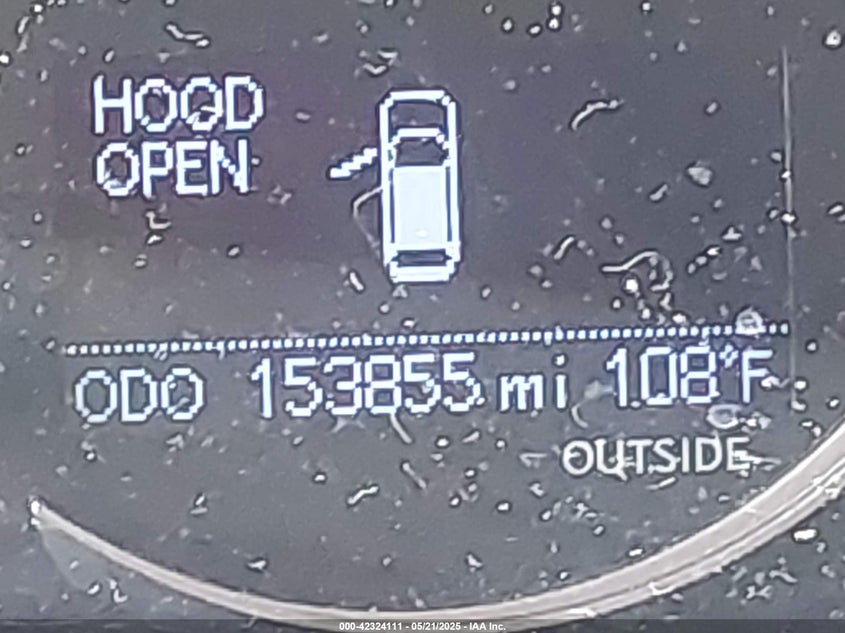 HOOD
OPEN
ODO 153855 mi 108°F
OUTSIDE
000-42324111 - 05/21/2025 - IAA Inc.